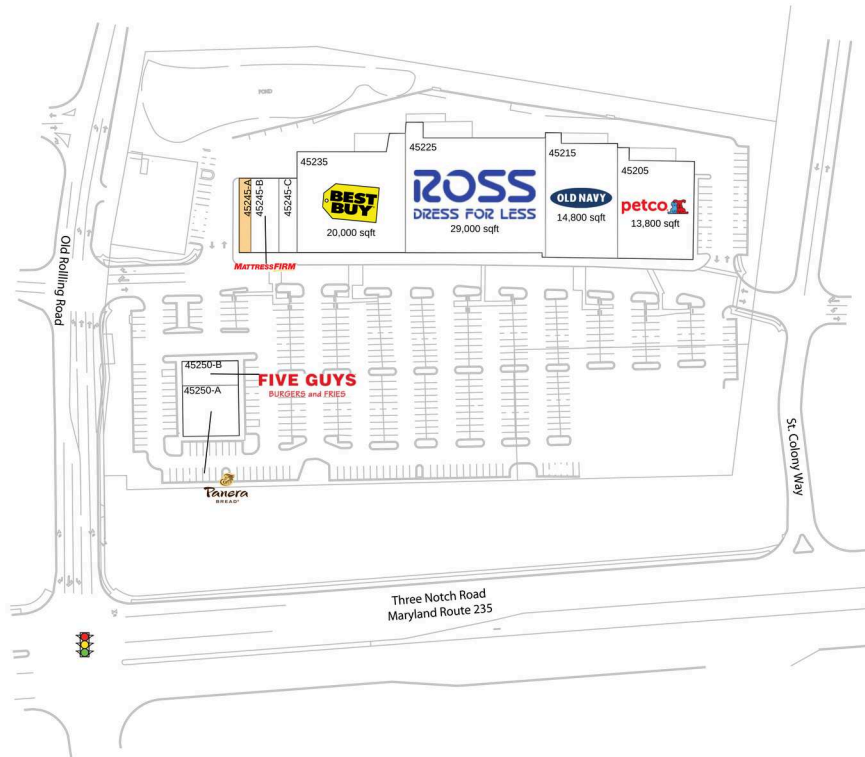 POND
45235
45225
45215
45205
45245-A
45245-B
45245-C
BEST
BUY
20,000 sqft
ROSS
DRESS FOR LESS
29,000 sqft
OLD NAVY
14,800 sqft
petco
13,800 sqft
MATTRESSFIRM
Old Rollling Road
45250-B
45250-A
FIVE GUYS
BURGERS and FRIES
Panera
BREAD®
St. Colony Way
Three Notch Road
Maryland Route 235